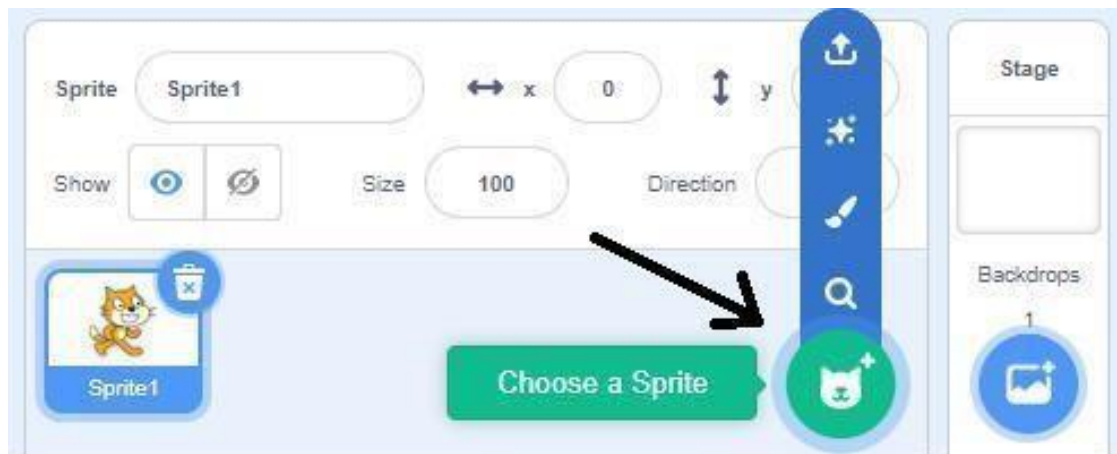 Sprite Sprite1 x 0 y
Show Size 100 Direction
Sprite1
Choose a Sprite
Stage
Backdrops
1